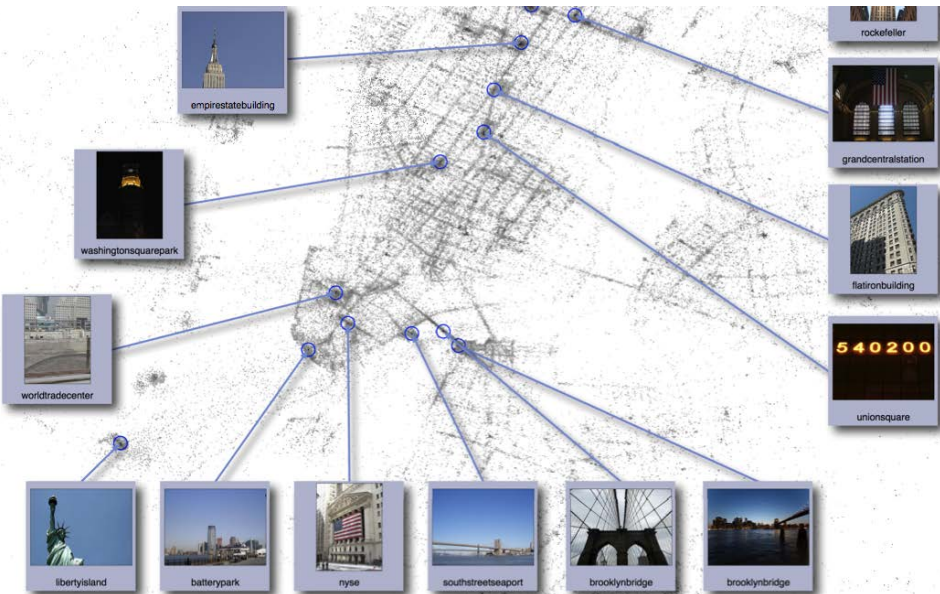 rockefeller
empirestatebuilding
grandcentralstation
washingtonsquarepark
flatironbuilding
worldtradecenter
540200
unionsquare
libertyisland
batterypark
nyse
southstreetseaport
brooklynbridge
brooklynbridge